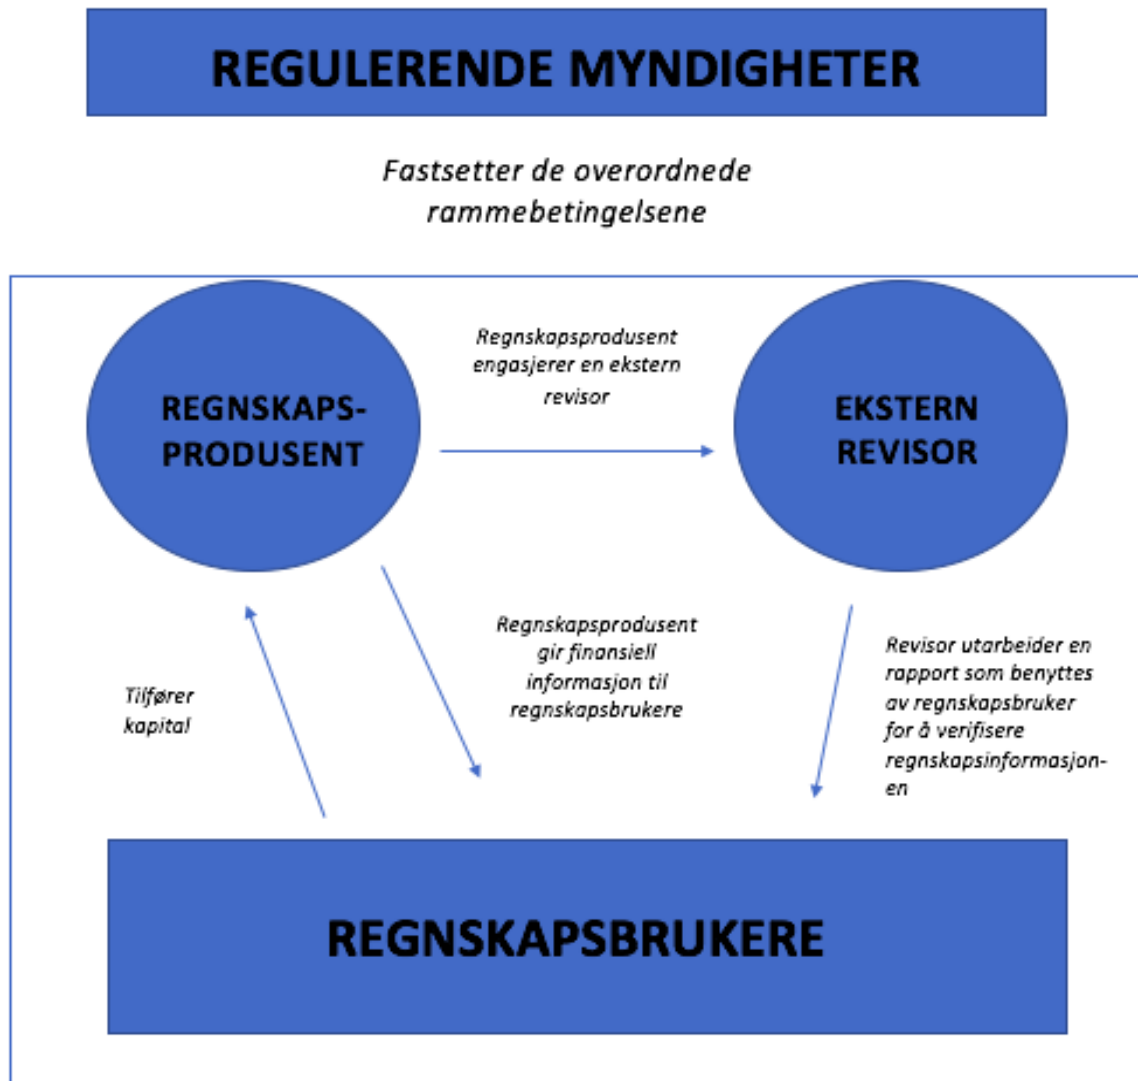 REGULERENDE MYNDIGHETER
Fastsetter de overordnede
rammebetingelsene
REGNSKAPS-
PRODUSENT
Regnskapsprodusent
engasjerer en ekstern
revisor
EKSTERN
REVISOR
Tilfører
kapital
Regnskapsprodusent
gir finansiell
informasjon til
regnskapsbrukere
Revisor utarbeider en
rapport som benyttes
av regnskapsbruker
for å verifisere
regnskapsinformasjon-
en
REGNSKAPSBRUKERE